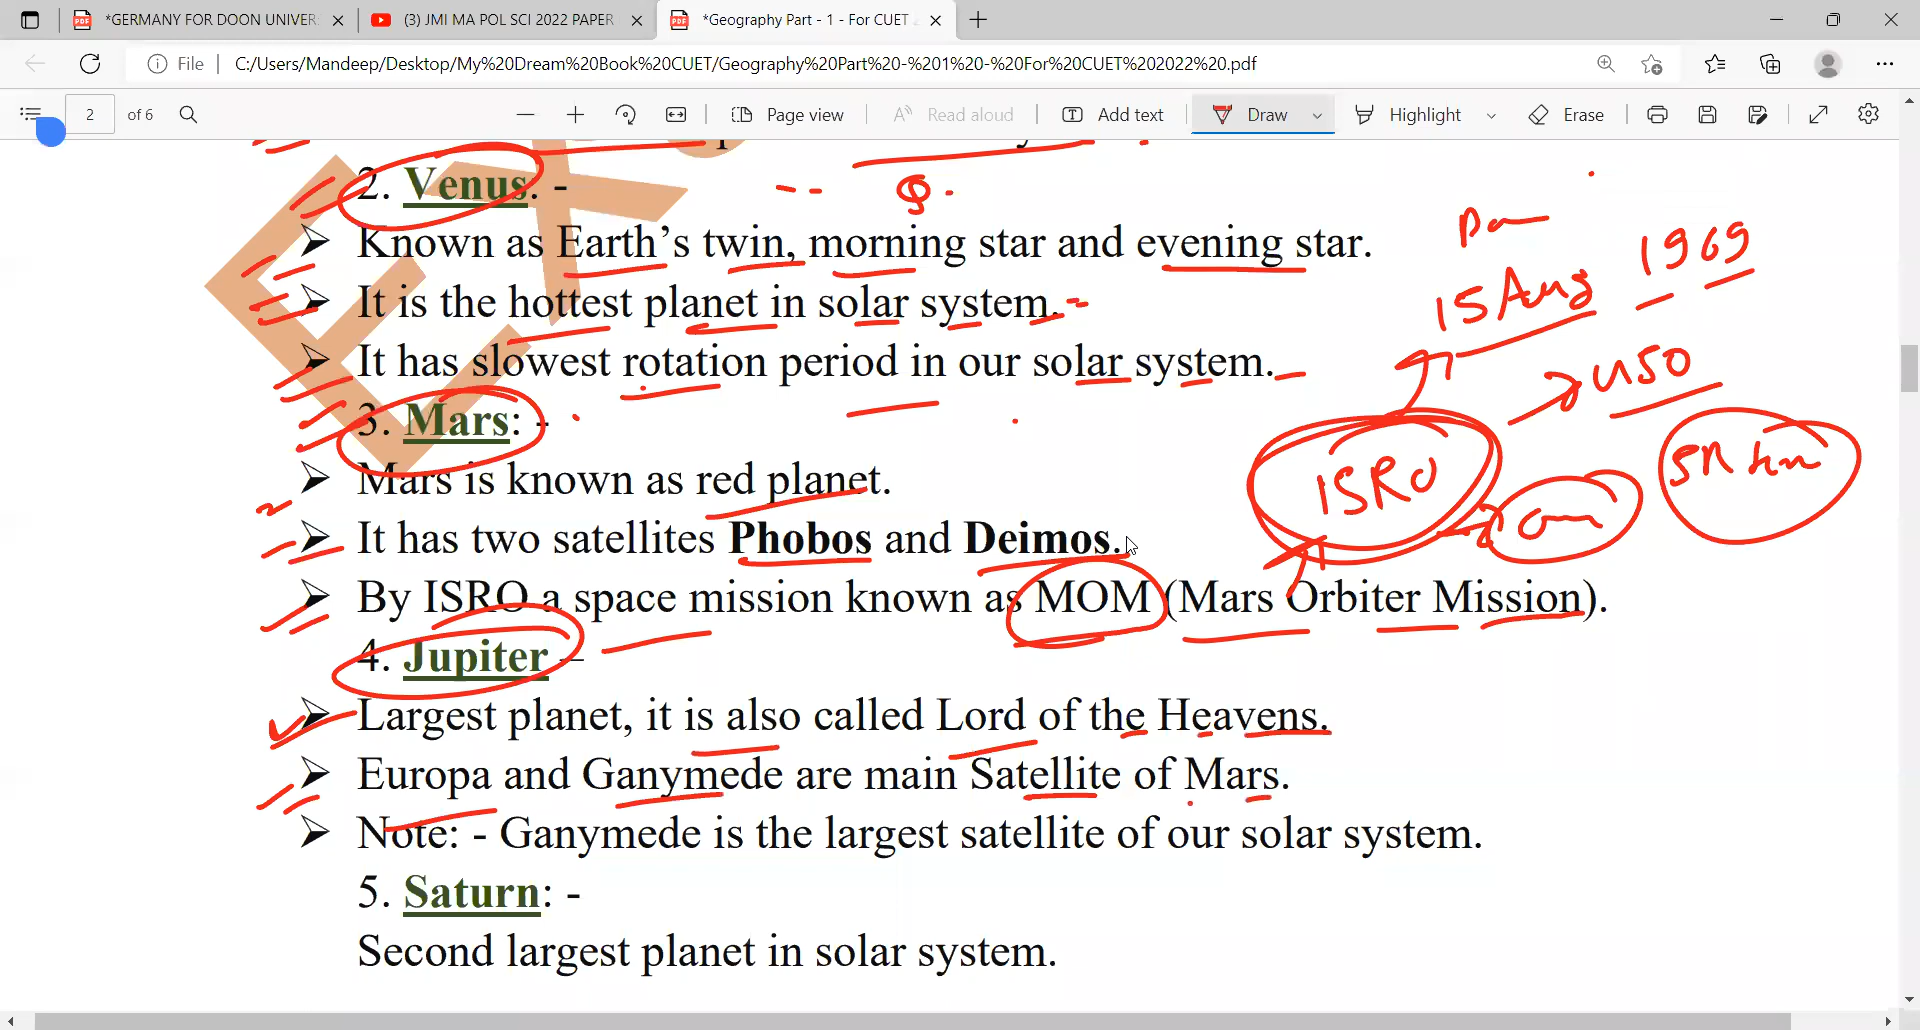 *GERMANY FOR DOON UNIVER
(3) JMI MA POL SCI 2022 PAPER
*Geography Part - 1 - For CUET
File
C:/Users/Mandeep/Desktop/My%20Dream%20Book%20CUET/Geography%20Part%20-%201%20-%20For%20CUET%202022%20.pdf
2 of 6
Page view
Read aloud
Add text
Draw
Highlight
Erase
2. Venus: -
Known as Earth's twin, morning star and evening star.
1969
15 Aug
It is the hottest planet in solar system.
It has slowest rotation period in our solar system.
3. Mars: -
ISRO
Mars is known as red planet.
It has two satellites Phobos and Deimos.
By ISRO a space mission known as MOM (Mars Orbiter Mission).
4. Jupiter –
Largest planet, it is also called Lord of the Heavens.
Europa and Ganymede are main Satellite of Mars.
Note: - Ganymede is the largest satellite of our solar system.
5. Saturn: -
Second largest planet in solar system.